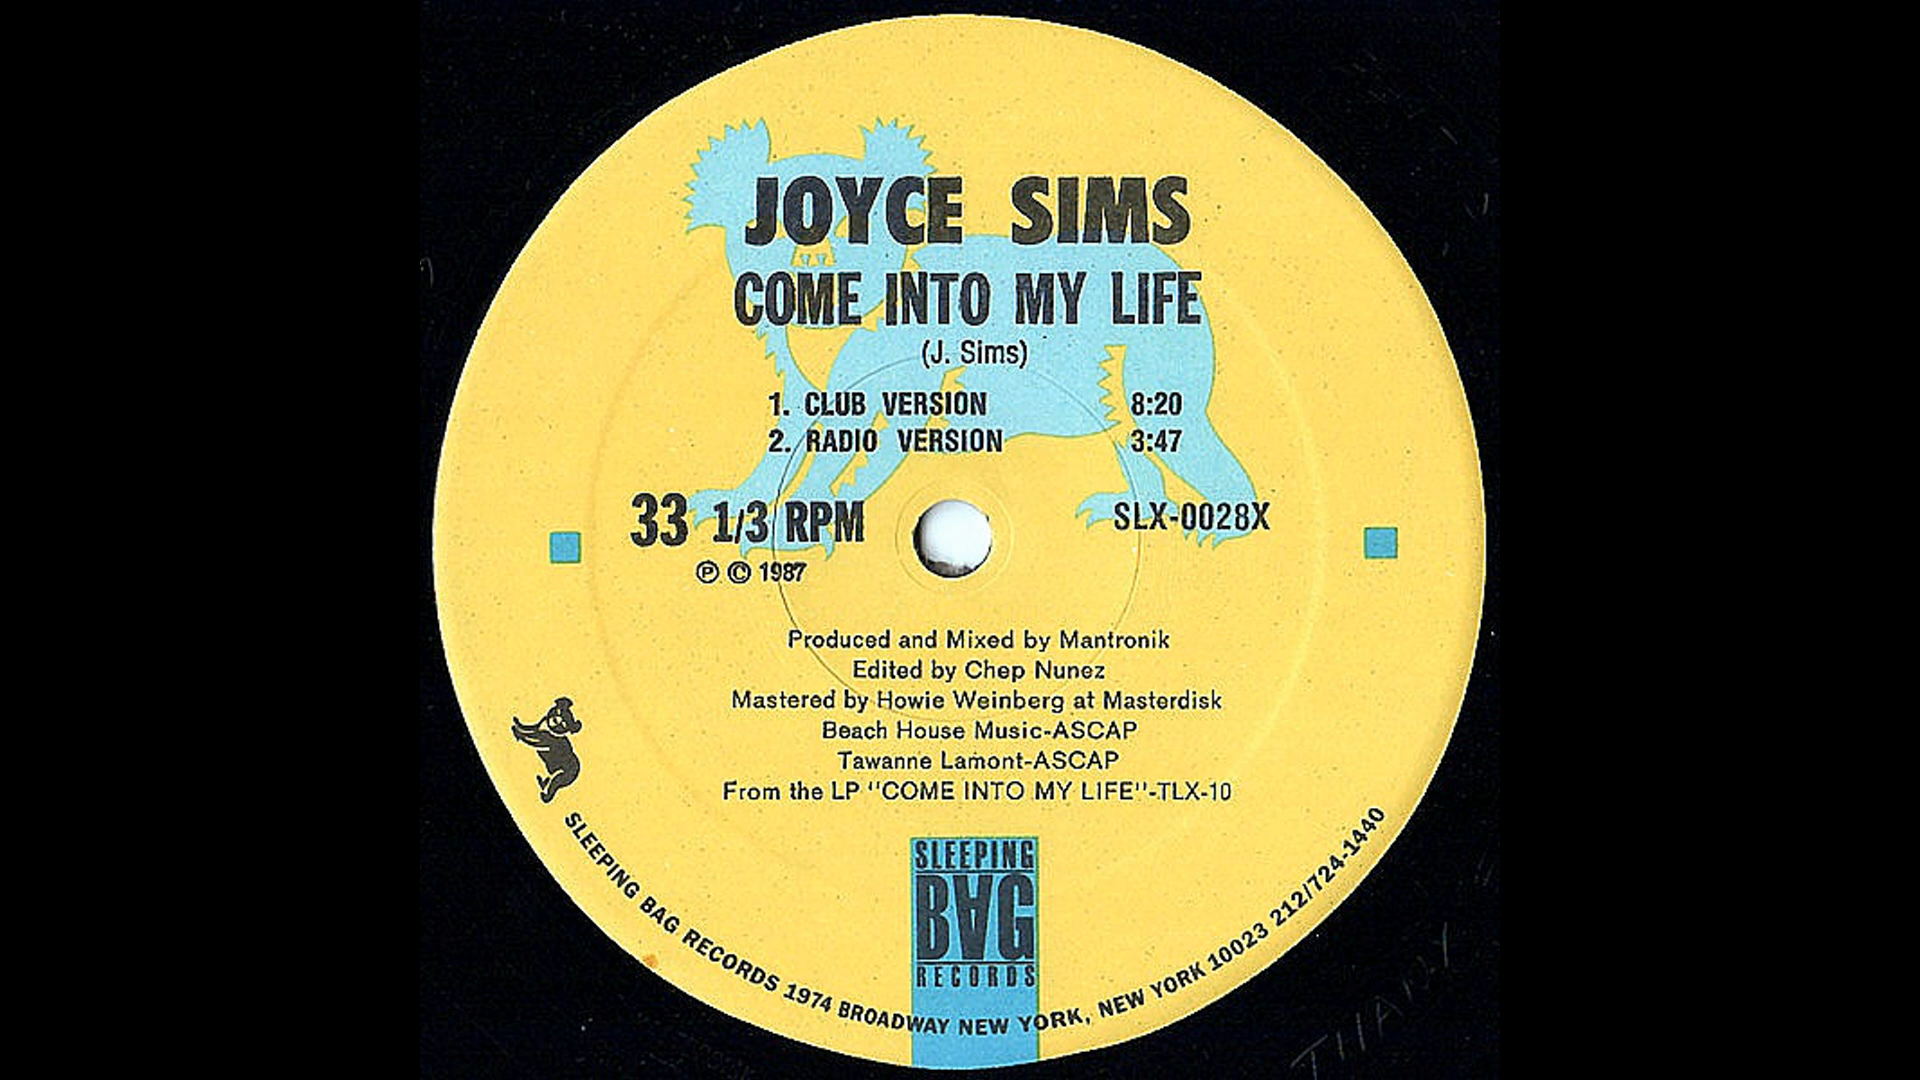 JOYCE SIMS
COME INTO MY LIFE
(J. Sims)
1. CLUB VERSION 8:20
2. RADIO VERSION 3:47
33 1/3 RPM
SLX-0028X
Ⓟ © 1987
Produced and Mixed by Mantronik
Edited by Chep Nunez
Mastered by Howie Weinberg at Masterdisk
Beach House Music-ASCAP
Tawanne Lamont-ASCAP
From the LP "COME INTO MY LIFE"-TLX-10
SLEEPING
BAG
RECORDS
SLEEPING BAG RECORDS 1974 BROADWAY NEW YORK, NEW YORK 10023 212/724-1440